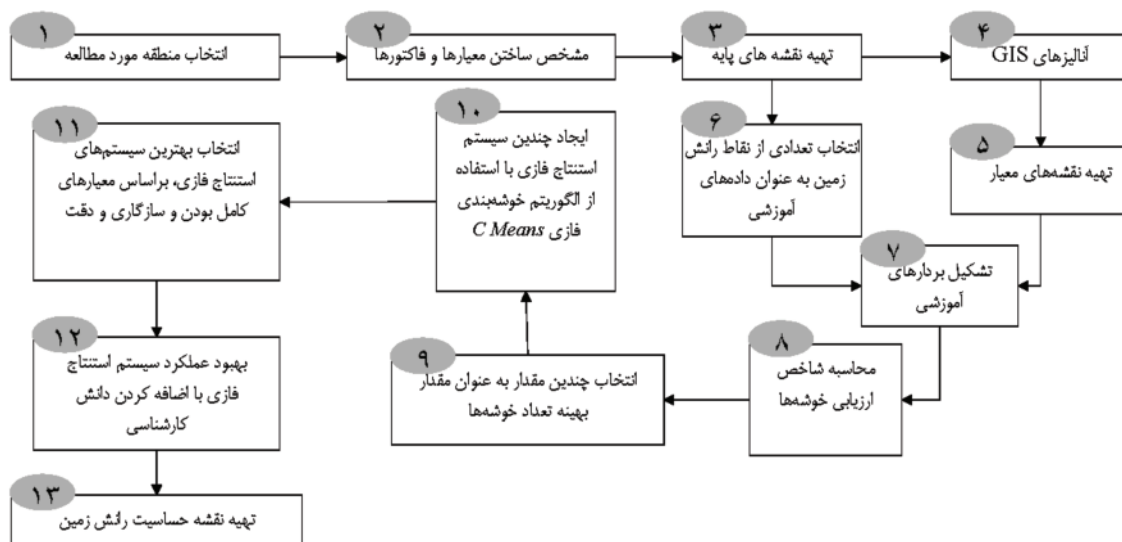 ۱
انتخاب منطقه مورد مطالعه
۲
مشخص ساختن معیارها و فاکتورها
۳
تهیه نقشه های پایه
۴
آنالیزهای GIS
۵
تهیه نقشه‌های معیار
۶
انتخاب تعدادی از نقاط رانش
زمین به عنوان داده‌های
آموزشی
۷
تشکیل بردارهای
آموزشی
۸
محاسبه شاخص
ارزیابی خوشه‌ها
۹
انتخاب چندین مقدار به عنوان مقدار
بهینه تعداد خوشه‌ها
۱۰
ایجاد چندین سیستم
استنتاج فازی با استفاده
از الگوریتم خوشه‌بندی
فازی C Means
۱۱
انتخاب بهترین سیستم‌های
استنتاج فازی، براساس معیارهای
کامل بودن و سازگاری و دقت
۱۲
بهبود عملکرد سیستم استنتاج
فازی با اضافه کردن دانش
کارشناسی
۱۳
تهیه نقشه حساسیت رانش زمین